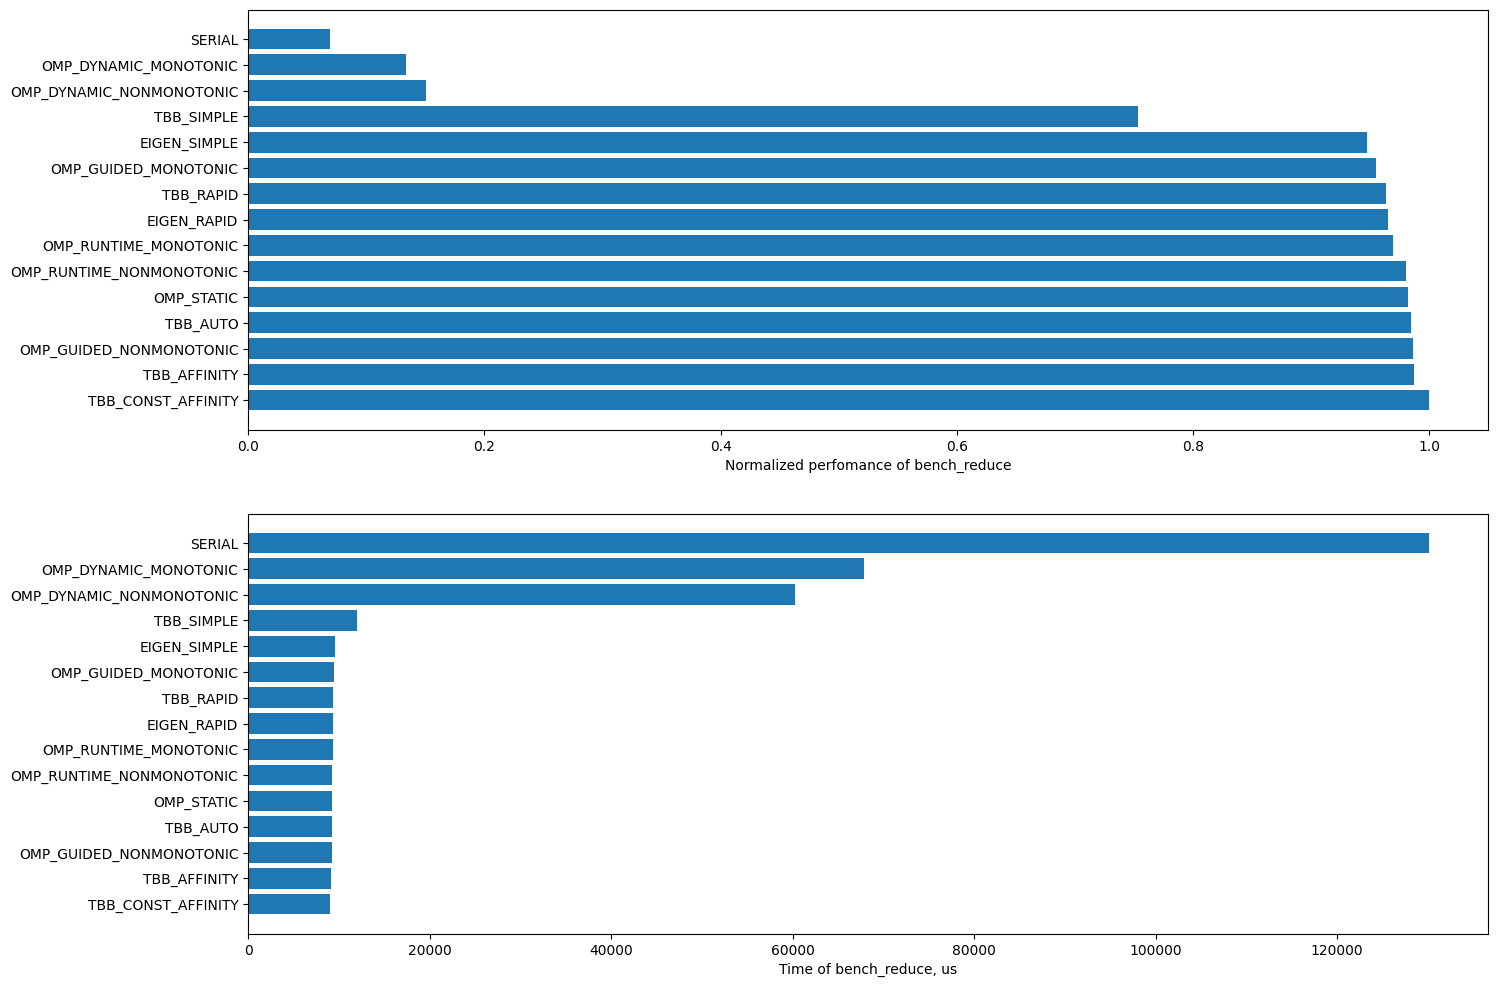 SERIAL
OMP_DYNAMIC_MONOTONIC
OMP_DYNAMIC_NONMONOTONIC
TBB_SIMPLE
EIGEN_SIMPLE
OMP_GUIDED_MONOTONIC
TBB_RAPID
EIGEN_RAPID
OMP_RUNTIME_MONOTONIC
OMP_RUNTIME_NONMONOTONIC
OMP_STATIC
TBB_AUTO
OMP_GUIDED_NONMONOTONIC
TBB_AFFINITY
TBB_CONST_AFFINITY
0.0 0.2 0.4 0.6 0.8 1.0
Normalized perfomance of bench_reduce
SERIAL
OMP_DYNAMIC_MONOTONIC
OMP_DYNAMIC_NONMONOTONIC
TBB_SIMPLE
EIGEN_SIMPLE
OMP_GUIDED_MONOTONIC
TBB_RAPID
EIGEN_RAPID
OMP_RUNTIME_MONOTONIC
OMP_RUNTIME_NONMONOTONIC
OMP_STATIC
TBB_AUTO
OMP_GUIDED_NONMONOTONIC
TBB_AFFINITY
TBB_CONST_AFFINITY
0 20000 40000 60000 80000 100000 120000
Time of bench_reduce, us